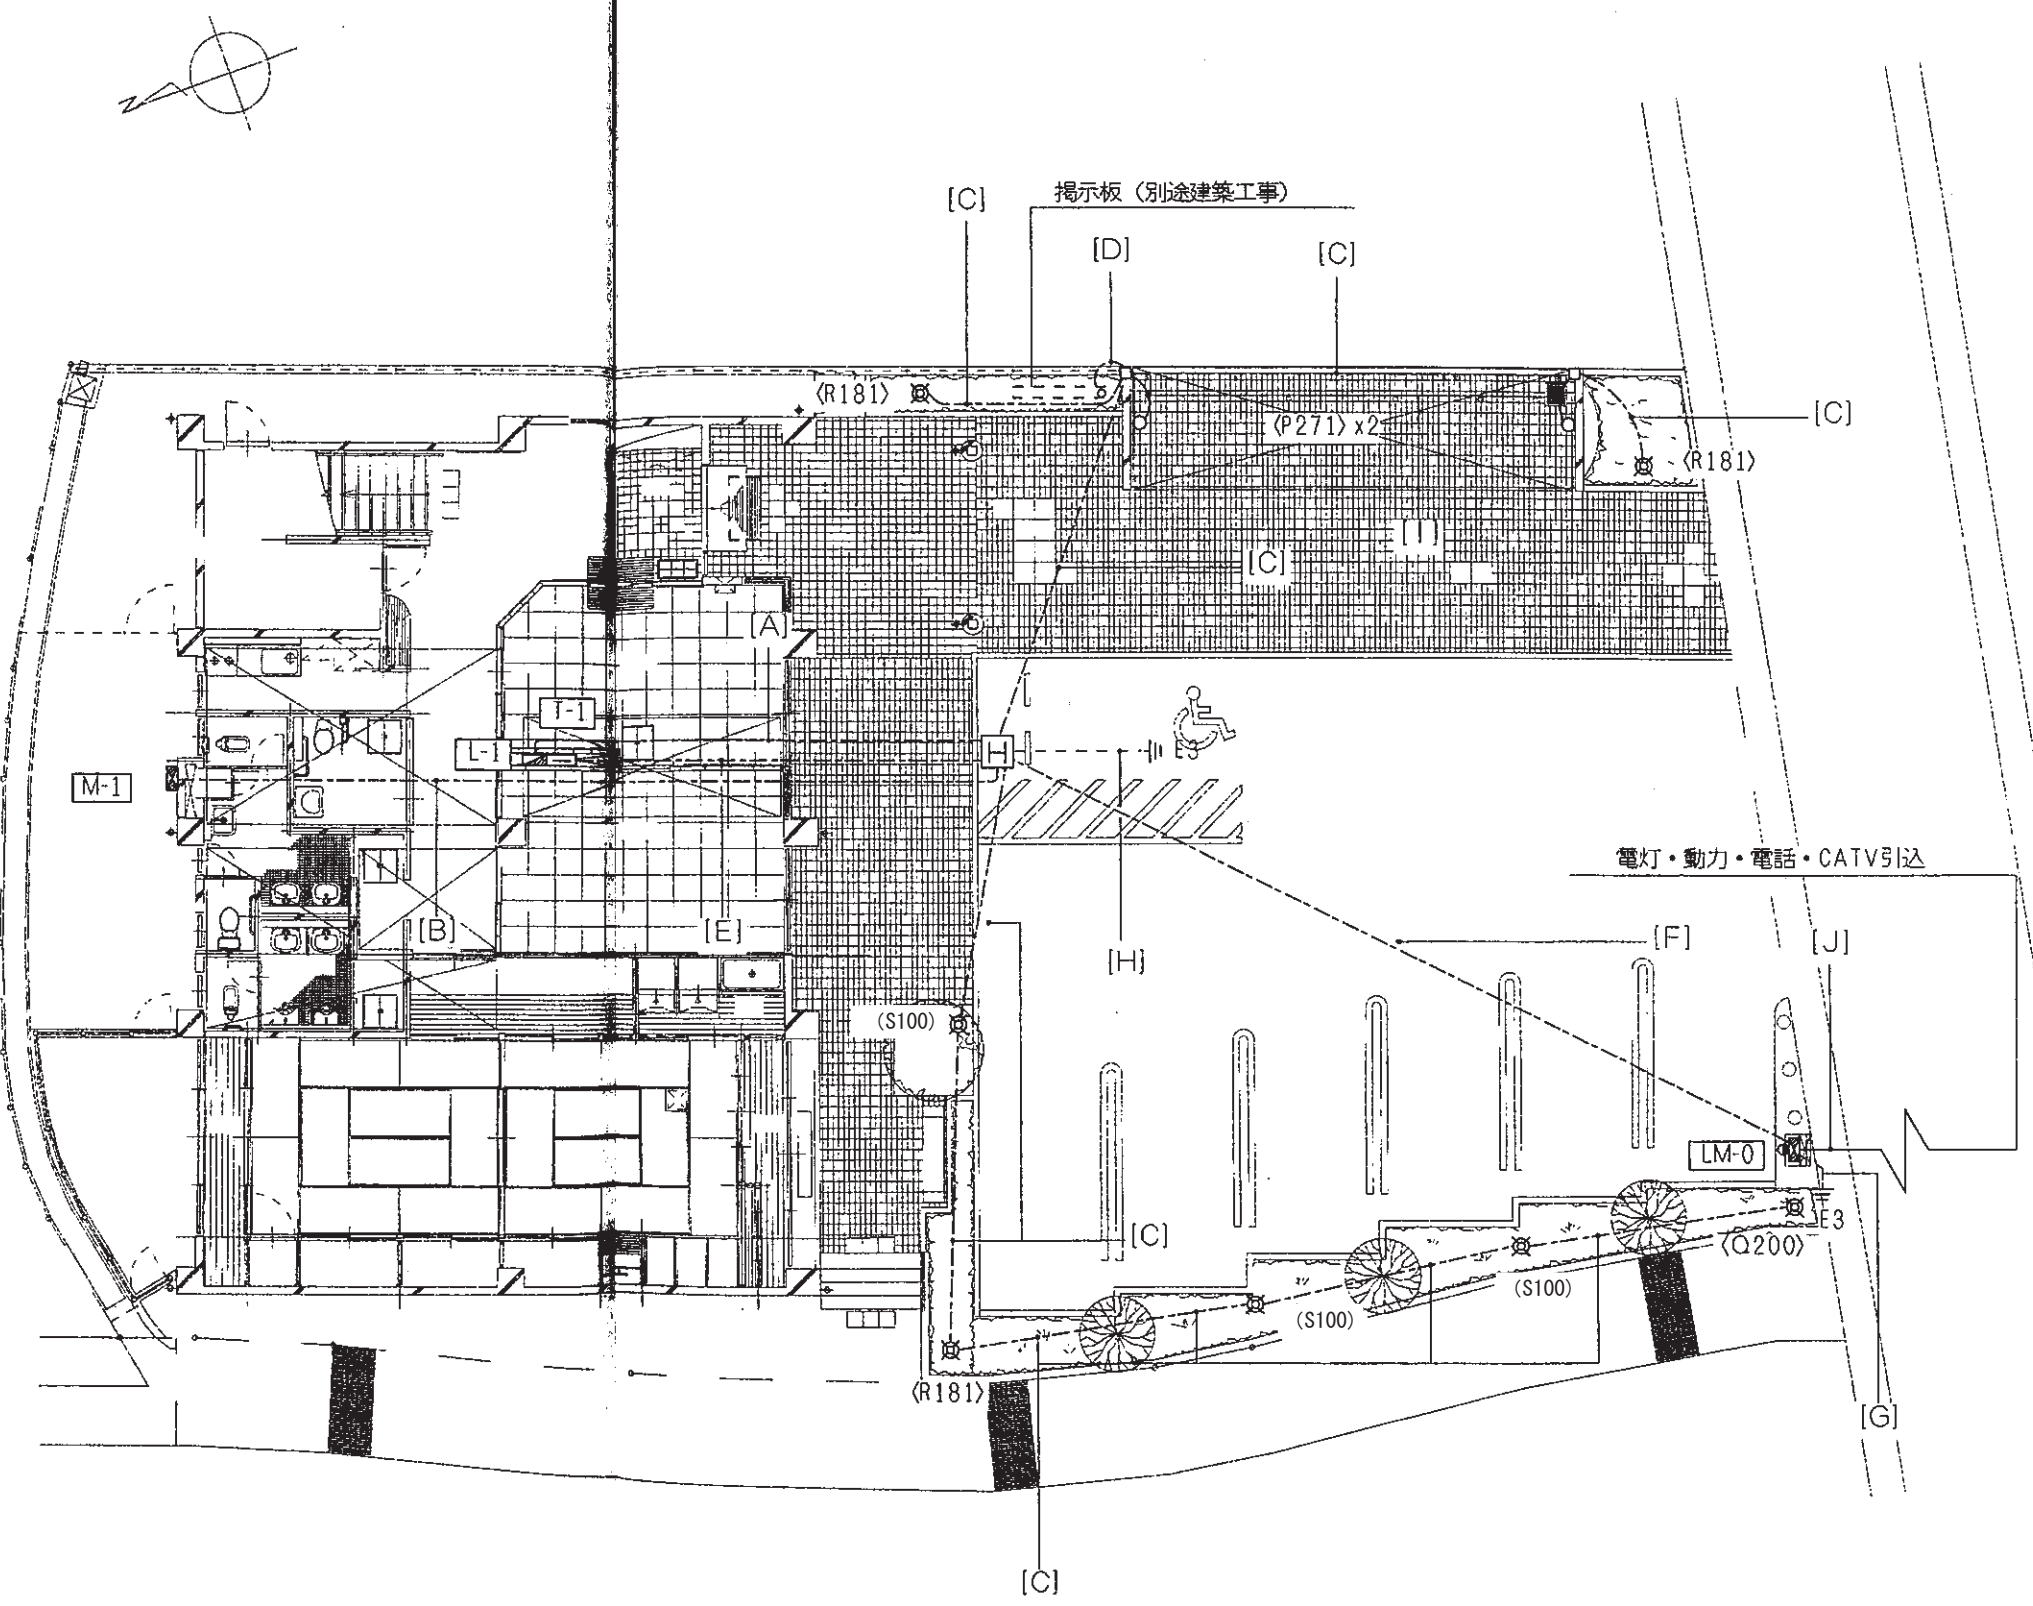 N
[C]
掲示板（別途建築工事）
[D]
[C]
〈R181〉
〈P271〉x2
[C]
〈R181〉
[I]
[C]
[A]
T-1
L-1
H
E3
M-1
電灯・動力・電話・CATV引込
[B]
[E]
[H]
[F]
[J]
(S100)
LM-0
E3
[C]
〈Q200〉
(S100)
(S100)
〈R181〉
[G]
[C]